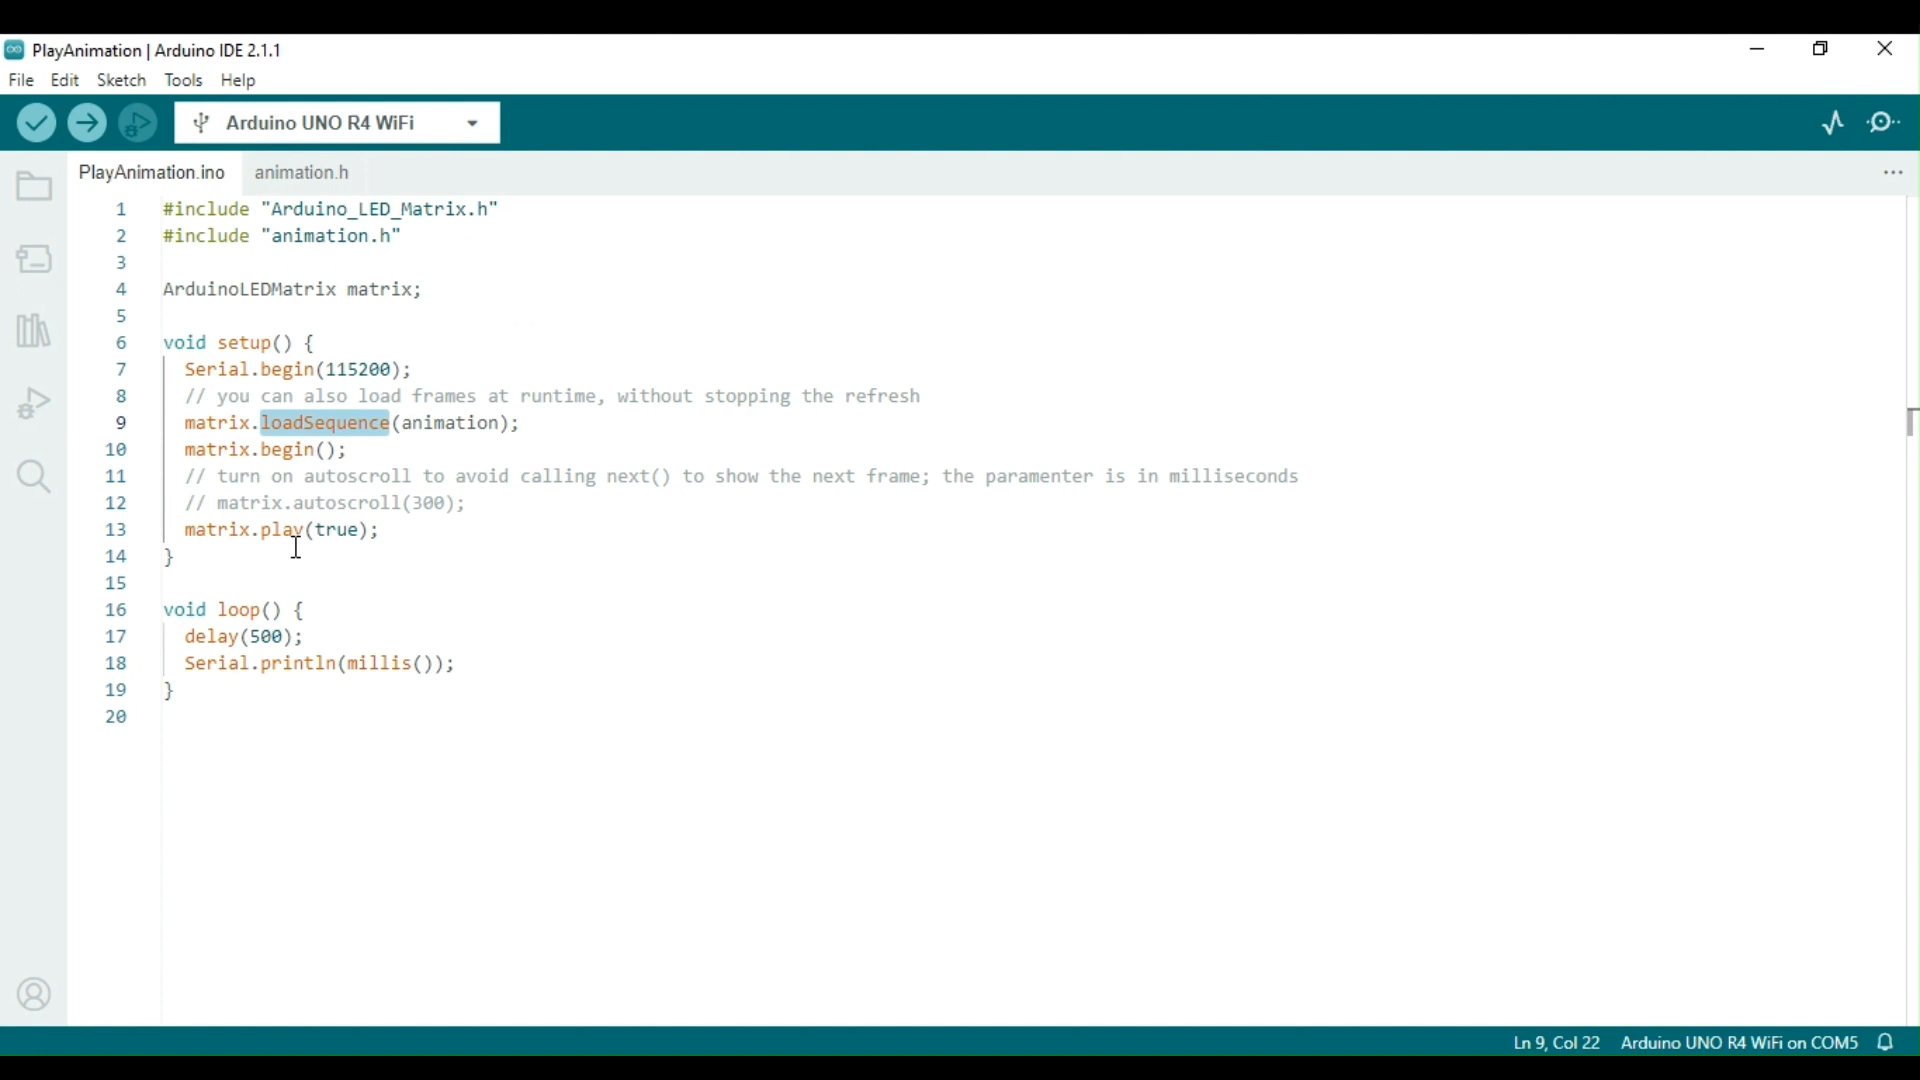 PlayAnimation | Arduino IDE 2.1.1
File Edit Sketch Tools Help
Arduino UNO R4 WiFi
PlayAnimation.ino animation.h
1 #include "Arduino_LED_Matrix.h"
2 #include "animation.h"
3
4 ArduinoLEDMatrix matrix;
5
6 void setup() {
7 Serial.begin(115200);
8 // you can also load frames at runtime, without stopping the refresh
9 matrix.loadSequence(animation);
10 matrix.begin();
11 // turn on autoscroll to avoid calling next() to show the next frame; the paramenter is in milliseconds
12 // matrix.autoscroll(300);
13 matrix.play(true);
14 }
15
16 void loop() {
17 delay(500);
18 Serial.println(millis());
19 }
20
Ln 9, Col 22 Arduino UNO R4 WiFi on COM5